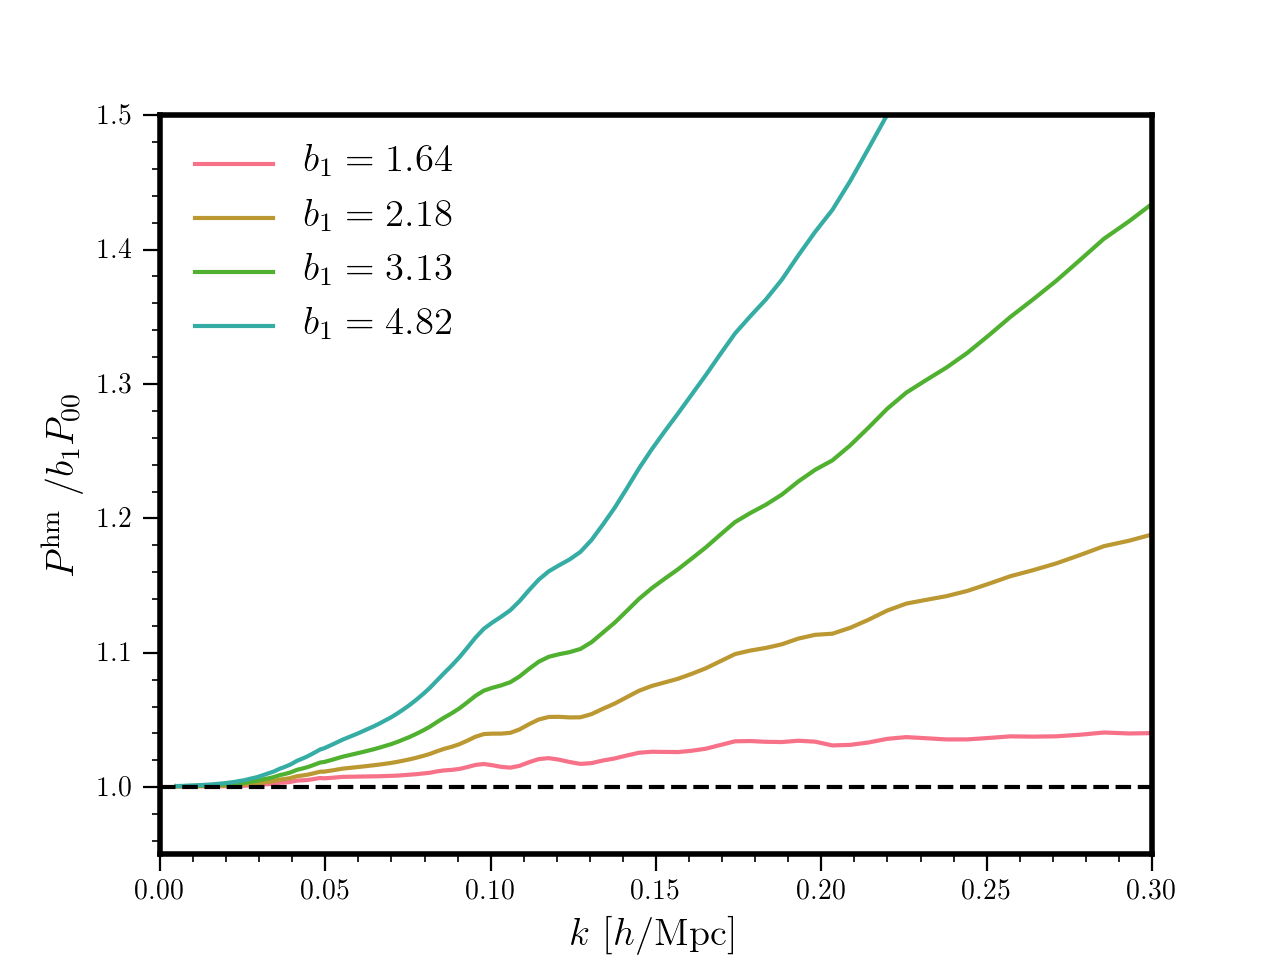 b₁ = 1.64
b₁ = 2.18
b₁ = 3.13
b₁ = 4.82
1.5
1.4
1.3
1.2
1.1
1.0
P^hm / b₁P₀₀
0.00 0.05 0.10 0.15 0.20 0.25 0.30
k [h/Mpc]